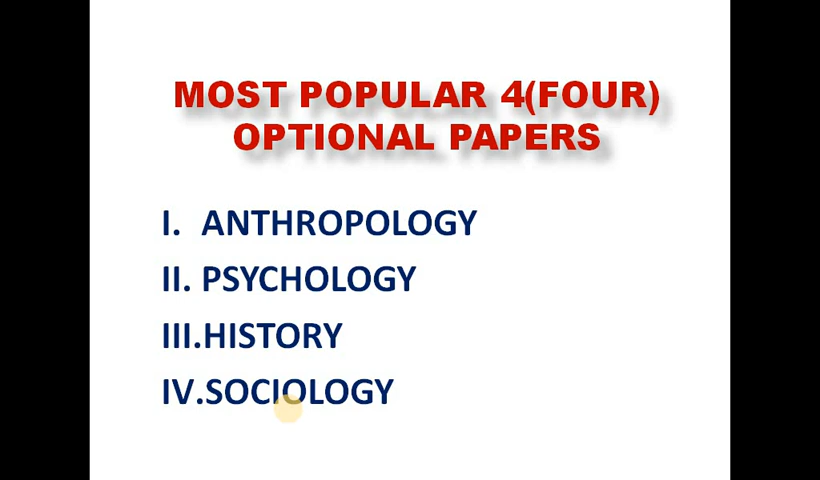 MOST POPULAR 4(FOUR)
OPTIONAL PAPERS
I. ANTHROPOLOGY
II. PSYCHOLOGY
III.HISTORY
IV.SOCIOLOGY